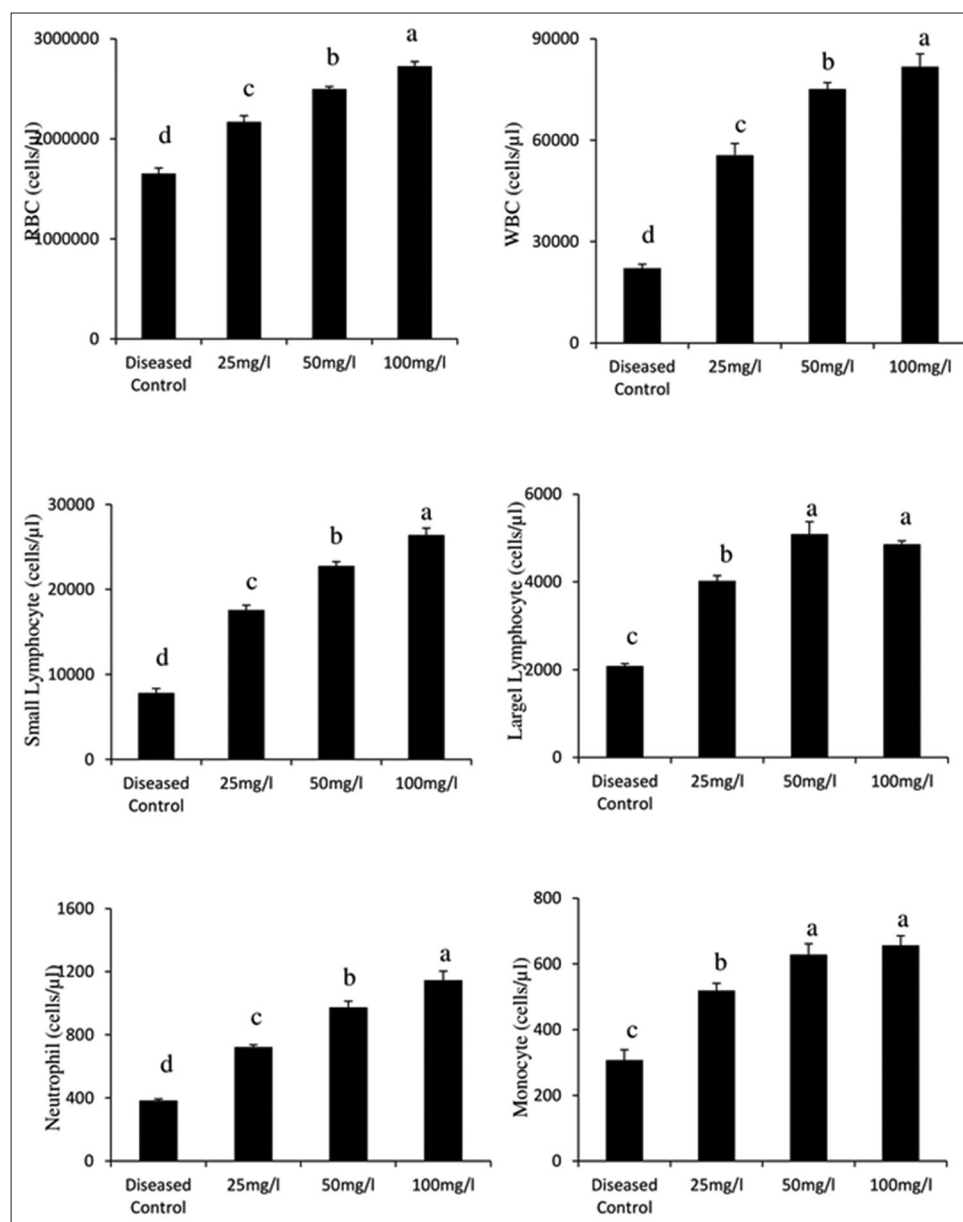 RBC (cells/µl)
3000000
2000000
1000000
0
d
c
b
a
Diseased
Control
25mg/l
50mg/l
100mg/l
WBC (cells/µl)
90000
60000
30000
0
d
c
b
a
Diseased
Control
25mg/l
50mg/l
100mg/l
Small Lymphocyte (cells/µl)
30000
20000
10000
0
d
c
b
a
Diseased
Control
25mg/l
50mg/l
100mg/l
Largel Lymphocyte (cells/µl)
6000
4000
2000
0
c
b
a
a
Diseased
Control
25mg/l
50mg/l
100mg/l
Neutrophil (cells/µl)
1600
1200
800
400
0
d
c
b
a
Diseased
Control
25mg/l
50mg/l
100mg/l
Monocyte (cells/µl)
800
600
400
200
0
c
b
a
a
Diseased
Control
25mg/l
50mg/l
100mg/l